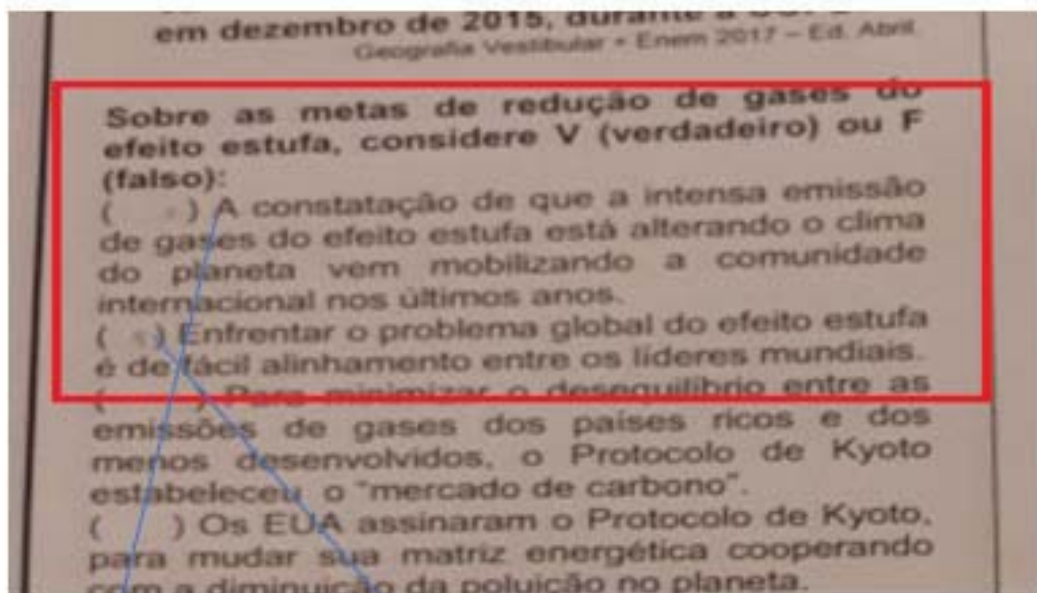 em dezembro de 2015, durante a
Geografia Vestibular + Enem 2017 – Ed. Abril.
Sobre as metas de redução de gases do
efeito estufa, considere V (verdadeiro) ou F
(falso):
( ) A constatação de que a intensa emissão
de gases do efeito estufa está alterando o clima
do planeta vem mobilizando a comunidade
internacional nos últimos anos.
( ) Enfrentar o problema global do efeito estufa
é de fácil alinhamento entre os líderes mundiais.
( ) Para minimizar o desequilíbrio entre as
emissões de gases dos países ricos e dos
menos desenvolvidos, o Protocolo de Kyoto
estabeleceu o "mercado de carbono".
( ) Os EUA assinaram o Protocolo de Kyoto,
para mudar sua matriz energética cooperando
com a diminuição da poluição no planeta.